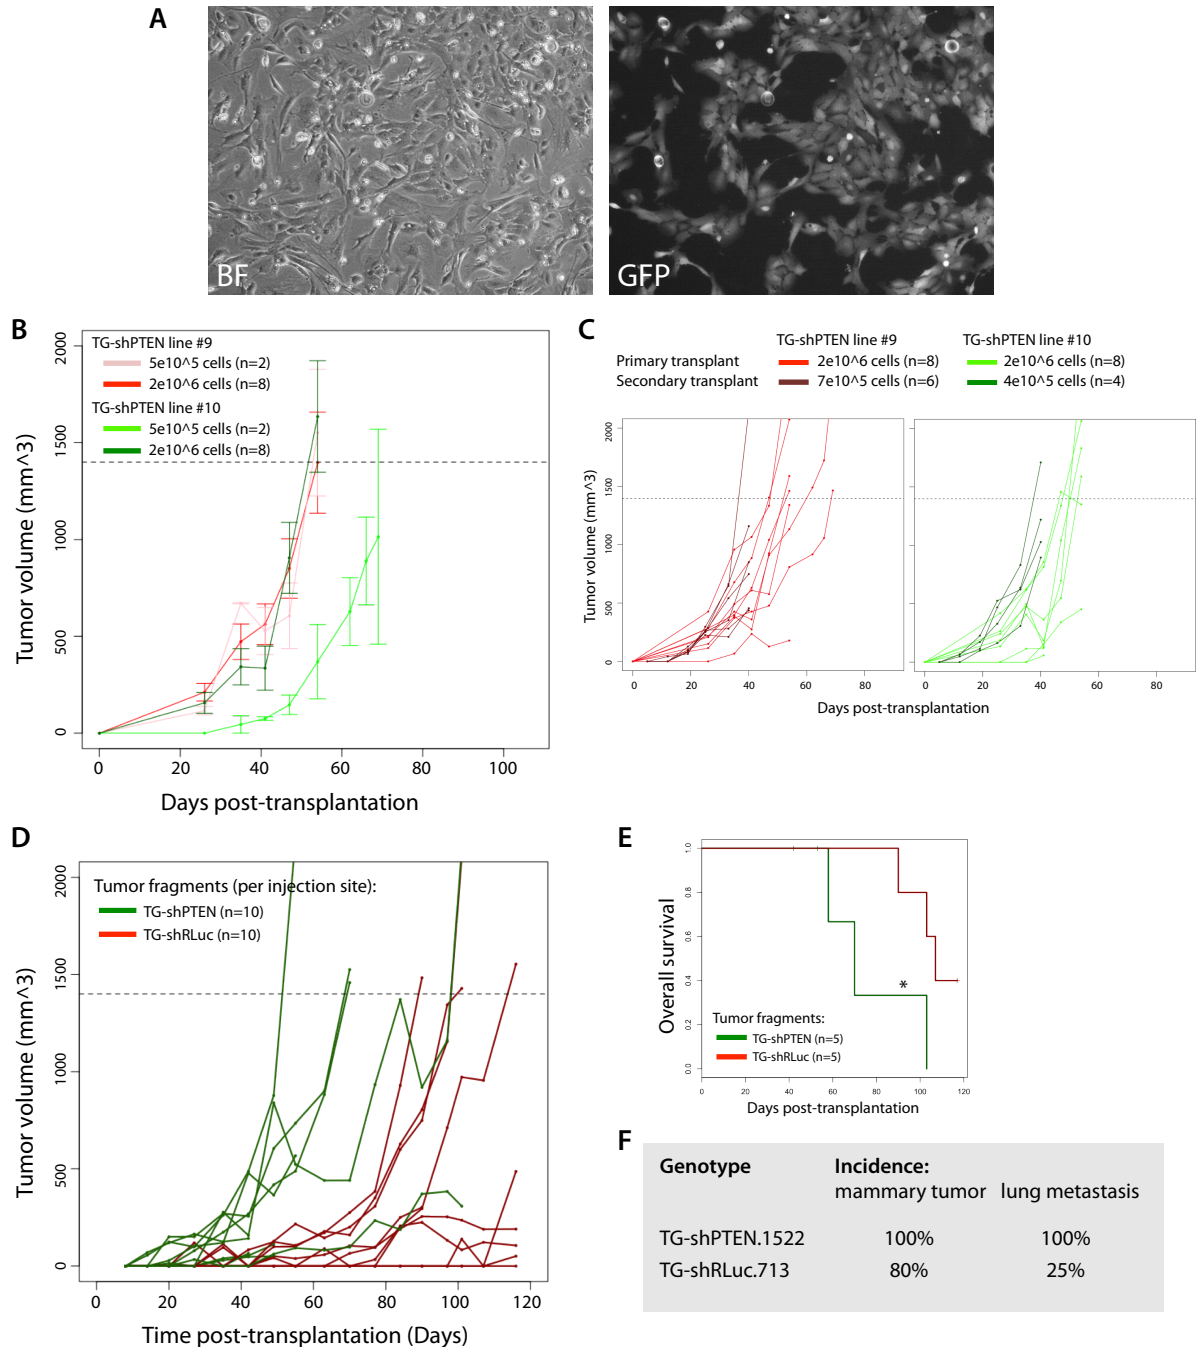 A
BF
GFP
B
TG-shPTEN line #9
5e10^5 cells (n=2)
2e10^6 cells (n=8)
TG-shPTEN line #10
5e10^5 cells (n=2)
2e10^6 cells (n=8)
Tumor volume (mm^3)
0
500
1000
1500
2000
0 20 40 60 80 100
Days post-transplantation
C
TG-shPTEN line #9 TG-shPTEN line #10
Primary transplant 2e10^6 cells (n=8) 2e10^6 cells (n=8)
Secondary transplant 7e10^5 cells (n=6) 4e10^5 cells (n=4)
Tumor volume (mm^3)
0
500
1000
1500
2000
0 20 40 60 80 0 20 40 60 80
Days post-transplantation
D
Tumor fragments (per injection site):
TG-shPTEN (n=10)
TG-shRLuc (n=10)
Tumor volume (mm^3)
0
500
1000
1500
2000
0 20 40 60 80 100 120
Time post-transplantation (Days)
E
Overall survival
0.0
0.2
0.4
0.6
0.8
1.0
*
Tumor fragments:
TG-shPTEN (n=5)
TG-shRLuc (n=5)
0 20 40 60 80 100 120
Days post-transplantation
F
Genotype Incidence:
mammary tumor lung metastasis
TG-shPTEN.1522 100% 100%
TG-shRLuc.713 80% 25%